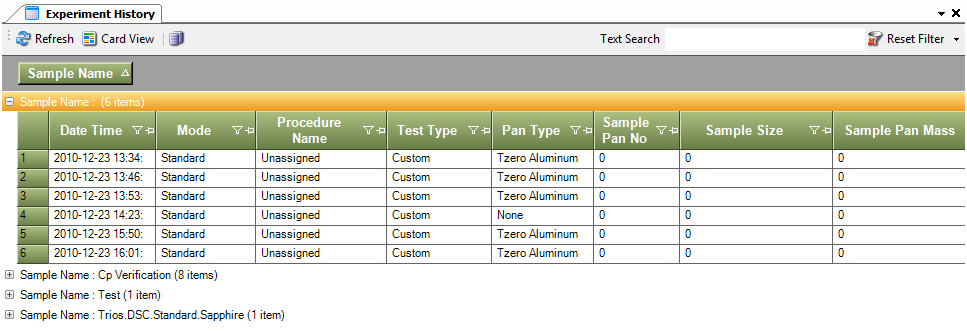 Experiment History
Refresh Card View Text Search Reset Filter
Sample Name
Sample Name : (6 items)
Date Time Mode Procedure Name Test Type Pan Type Sample Pan No Sample Size Sample Pan Mass
1 2010-12-23 13:34: Standard Unassigned Custom Tzero Aluminum 0 0 0
2 2010-12-23 13:46: Standard Unassigned Custom Tzero Aluminum 0 0 0
3 2010-12-23 13:53: Standard Unassigned Custom Tzero Aluminum 0 0 0
4 2010-12-23 14:23: Standard Unassigned Custom None 0 0 0
5 2010-12-23 15:50: Standard Unassigned Custom Tzero Aluminum 0 0 0
6 2010-12-23 16:01: Standard Unassigned Custom Tzero Aluminum 0 0 0
Sample Name : Cp Verification (8 items)
Sample Name : Test (1 item)
Sample Name : Trios.DSC.Standard.Sapphire (1 item)